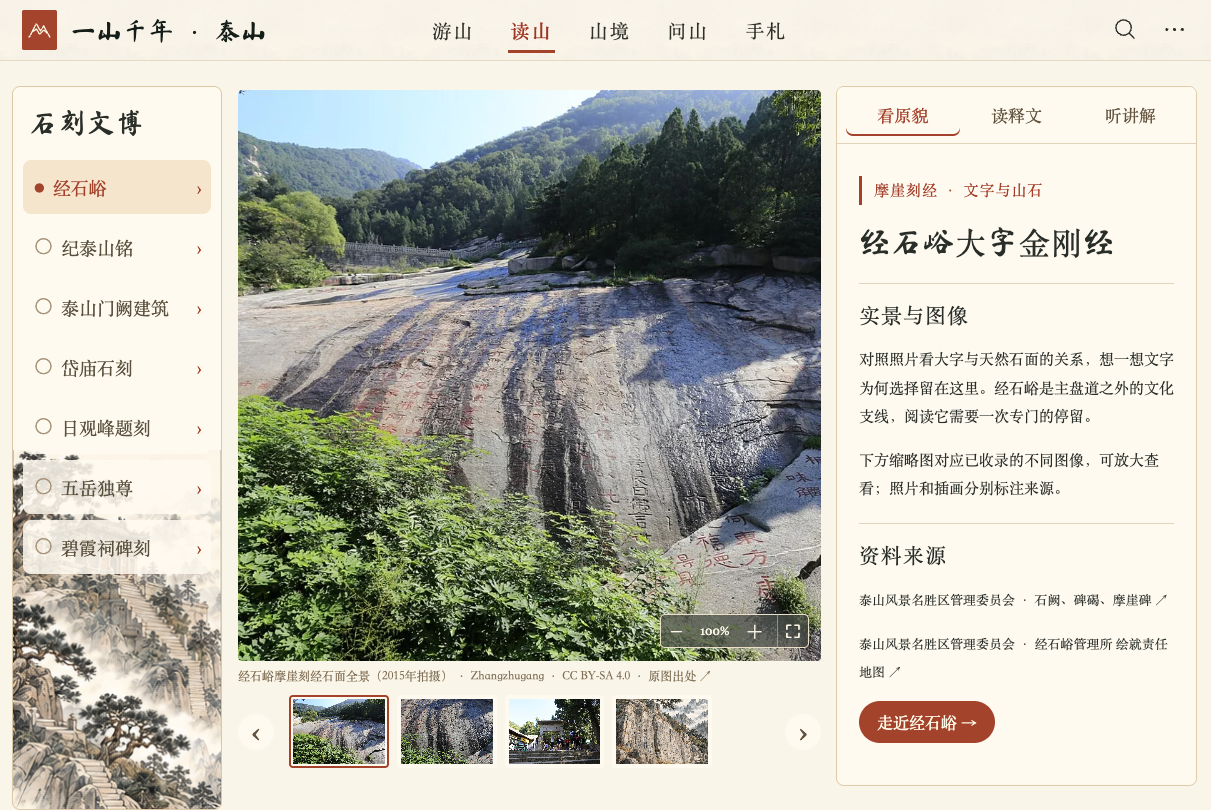 一山千年 · 泰山
游山 读山 山境 问山 手札
石刻文博
经石峪
纪泰山铭
泰山门阙建筑
岱庙石刻
日观峰题刻
五岳独尊
碧霞祠碑刻
100%
经石峪摩崖刻经石面全景（2015年拍摄） · Zhangzhugang · CC BY-SA 4.0 · 原图出处 ↗
看原貌 读释文 听讲解
摩崖刻经 · 文字与山石
经石峪大字金刚经
实景与图像
对照照片看大字与天然石面的关系，想一想文字
为何选择留在这里。经石峪是主盘道之外的文化
支线，阅读它需要一次专门的停留。
下方缩略图对应已收录的不同图像，可放大查
看；照片和插画分别标注来源。
资料来源
泰山风景名胜区管理委员会 · 石阙、碑碣、摩崖碑 ↗
泰山风景名胜区管理委员会 · 经石峪管理所 绘就责任
地图 ↗
走近经石峪 →